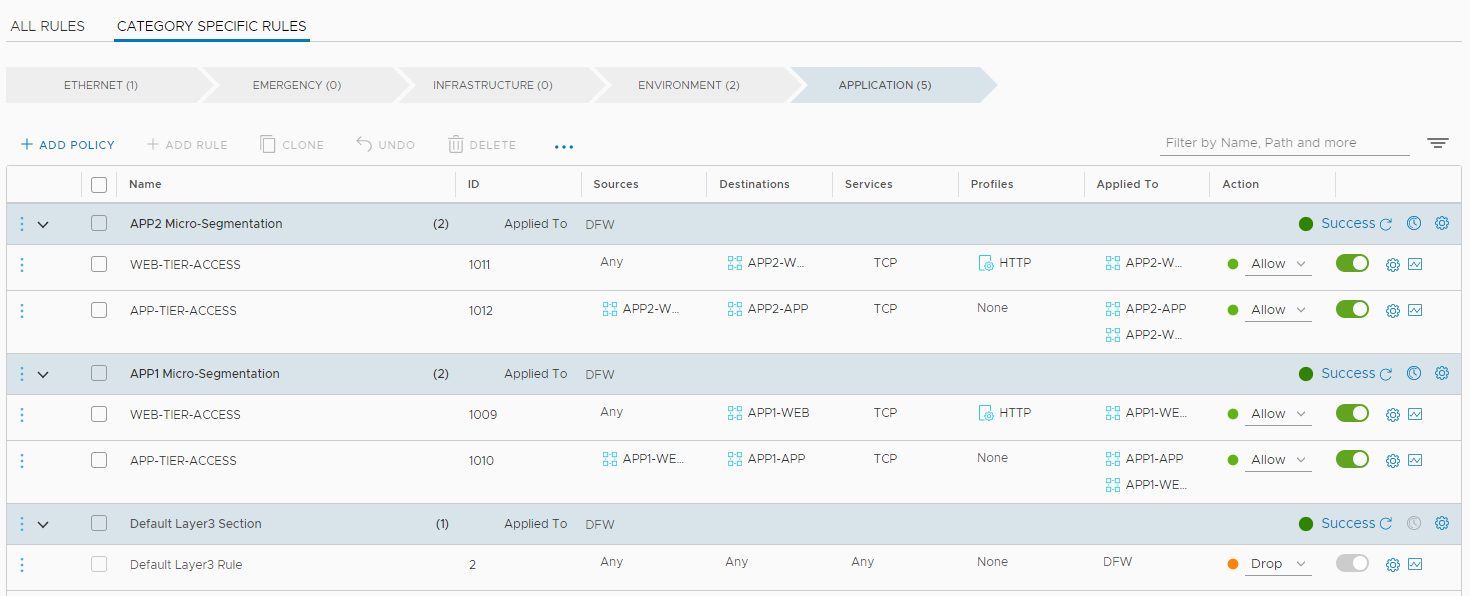 ALL RULES CATEGORY SPECIFIC RULES
ETHERNET (1) EMERGENCY (0) INFRASTRUCTURE (0) ENVIRONMENT (2) APPLICATION (5)
+ ADD POLICY + ADD RULE CLONE UNDO DELETE ... Filter by Name, Path and more
Name ID Sources Destinations Services Profiles Applied To Action
APP2 Micro-Segmentation (2) Applied To DFW Success
WEB-TIER-ACCESS 1011 Any APP2-W... TCP HTTP APP2-W... Allow
APP-TIER-ACCESS 1012 APP2-W... APP2-APP TCP None APP2-APP Allow
APP2-W...
APP1 Micro-Segmentation (2) Applied To DFW Success
WEB-TIER-ACCESS 1009 Any APP1-WEB TCP HTTP APP1-WE... Allow
APP-TIER-ACCESS 1010 APP1-WE... APP1-APP TCP None APP1-APP Allow
APP1-WE...
Default Layer3 Section (1) Applied To DFW Success
Default Layer3 Rule 2 Any Any Any None DFW Drop